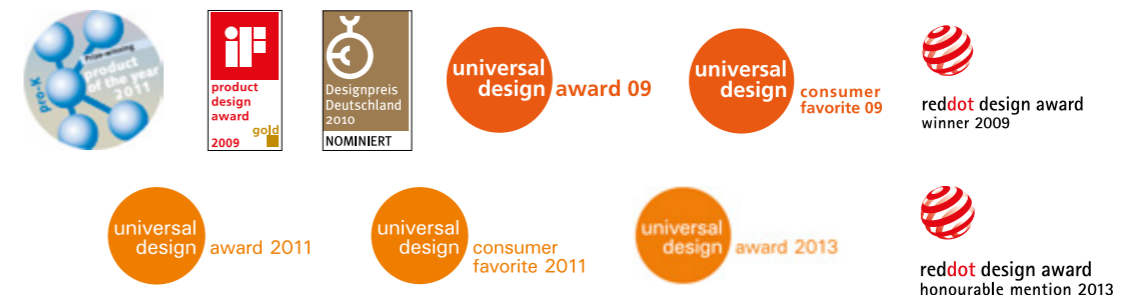 pro-K
Prize-winning
product
of the year
2011
iF
product
design
award
2009
gold
Designpreis
Deutschland
2010
NOMINIERT
universal
design award 09
universal
design consumer
favorite 09
reddot design award
winner 2009
universal
design award 2011
universal
design consumer
favorite 2011
universal
design award 2013
reddot design award
honourable mention 2013